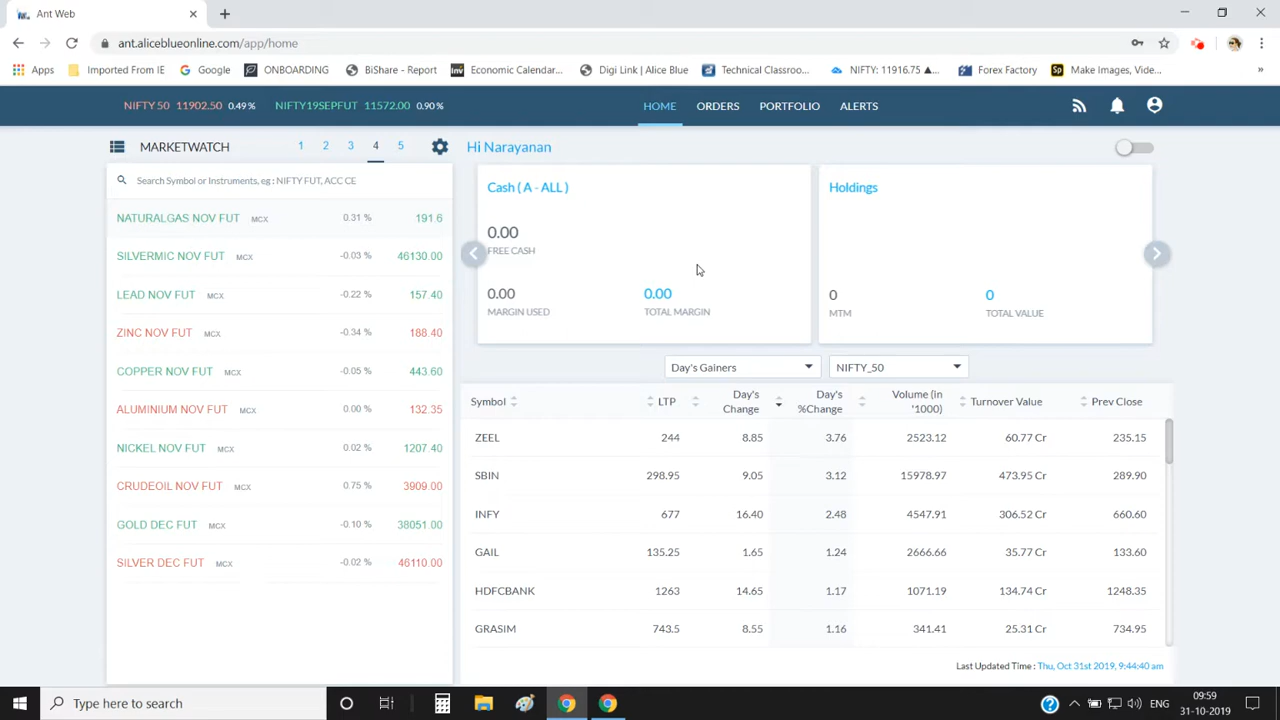 Ant Web
ant.aliceblueonline.com/app/home
Apps Imported From IE Google ONBOARDING BiShare - Report Economic Calendar... Digi Link | Alice Blue Technical Classroo... NIFTY: 11916.75 ▲... Forex Factory Make Images, Vide... »
NIFTY 50 11902.50 0.49% NIFTY19SEPFUT 11572.00 0.90% HOME ORDERS PORTFOLIO ALERTS
MARKETWATCH 1 2 3 4 5 Hi Narayanan
Search Symbol or Instruments, eg : NIFTY FUT, ACC CE
NATURALGAS NOV FUT MCX 0.31 % 191.6
SILVERMIC NOV FUT MCX -0.03 % 46130.00
LEAD NOV FUT MCX -0.22 % 157.40
ZINC NOV FUT MCX -0.34 % 188.40
COPPER NOV FUT MCX -0.05 % 443.60
ALUMINIUM NOV FUT MCX 0.00 % 132.35
NICKEL NOV FUT MCX 0.02 % 1207.40
CRUDEOIL NOV FUT MCX 0.75 % 3909.00
GOLD DEC FUT MCX -0.10 % 38051.00
SILVER DEC FUT MCX -0.02 % 46110.00
Cash ( A - ALL )
0.00
FREE CASH
0.00 0.00
MARGIN USED TOTAL MARGIN
Holdings
0 0
MTM TOTAL VALUE
Day's Gainers NIFTY_50
Symbol LTP Day's Change Day's %Change Volume (in '1000) Turnover Value Prev Close
ZEEL 244 8.85 3.76 2523.12 60.77 Cr 235.15
SBIN 298.95 9.05 3.12 15978.97 473.95 Cr 289.90
INFY 677 16.40 2.48 4547.91 306.52 Cr 660.60
GAIL 135.25 1.65 1.24 2666.66 35.77 Cr 133.60
HDFCBANK 1263 14.65 1.17 1071.19 134.74 Cr 1248.35
GRASIM 743.5 8.55 1.16 341.41 25.31 Cr 734.95
Last Updated Time : Thu, Oct 31st 2019, 9:44:40 am
Type here to search
ENG
09:59
31-10-2019